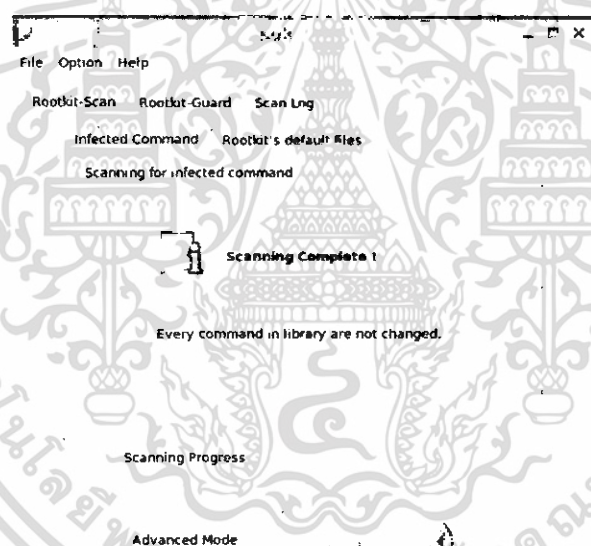 File Option Help
Rootkit-Scan Rootkit-Guard Scan Log
Infected Command Rootkit's default files
Scanning for infected command
Scanning Complete !
Every command in library are not changed.
Scanning Progress
Advanced Mode